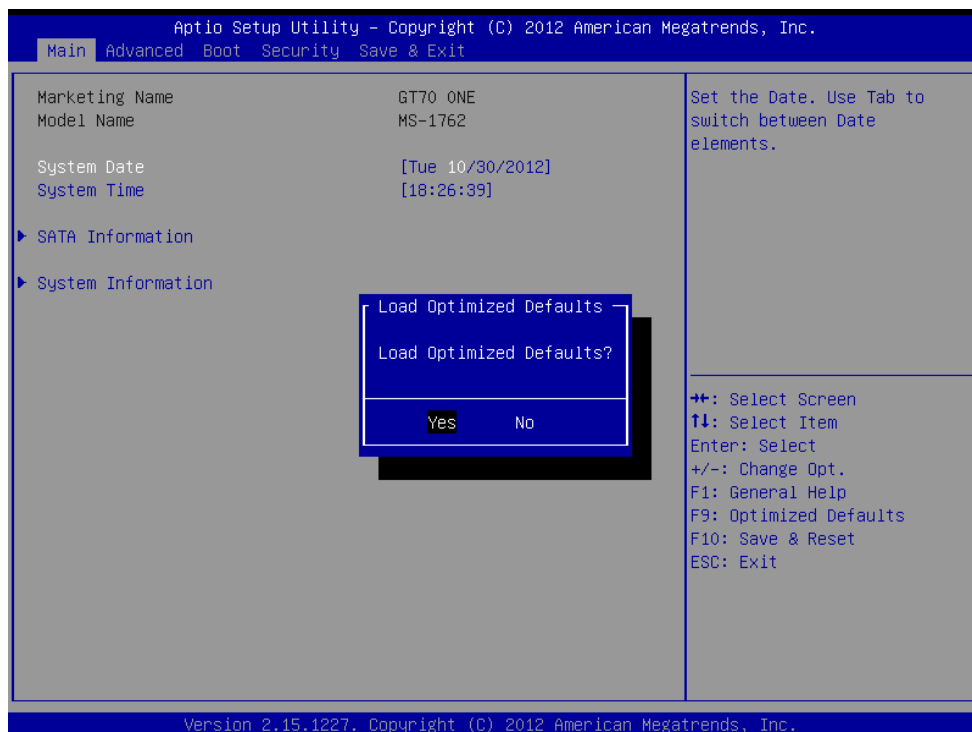 Aptio Setup Utility – Copyright (C) 2012 American Megatrends, Inc.
Main Advanced Boot Security Save & Exit
Marketing Name GT70 ONE
Model Name MS-1762
System Date [Tue 10/30/2012]
System Time [18:26:39]
SATA Information
System Information
Load Optimized Defaults
Load Optimized Defaults?
Yes No
Set the Date. Use Tab to
switch between Date
elements.
→←: Select Screen
↑↓: Select Item
Enter: Select
+/-: Change Opt.
F1: General Help
F9: Optimized Defaults
F10: Save & Reset
ESC: Exit
Version 2.15.1227. Copyright (C) 2012 American Megatrends, Inc.